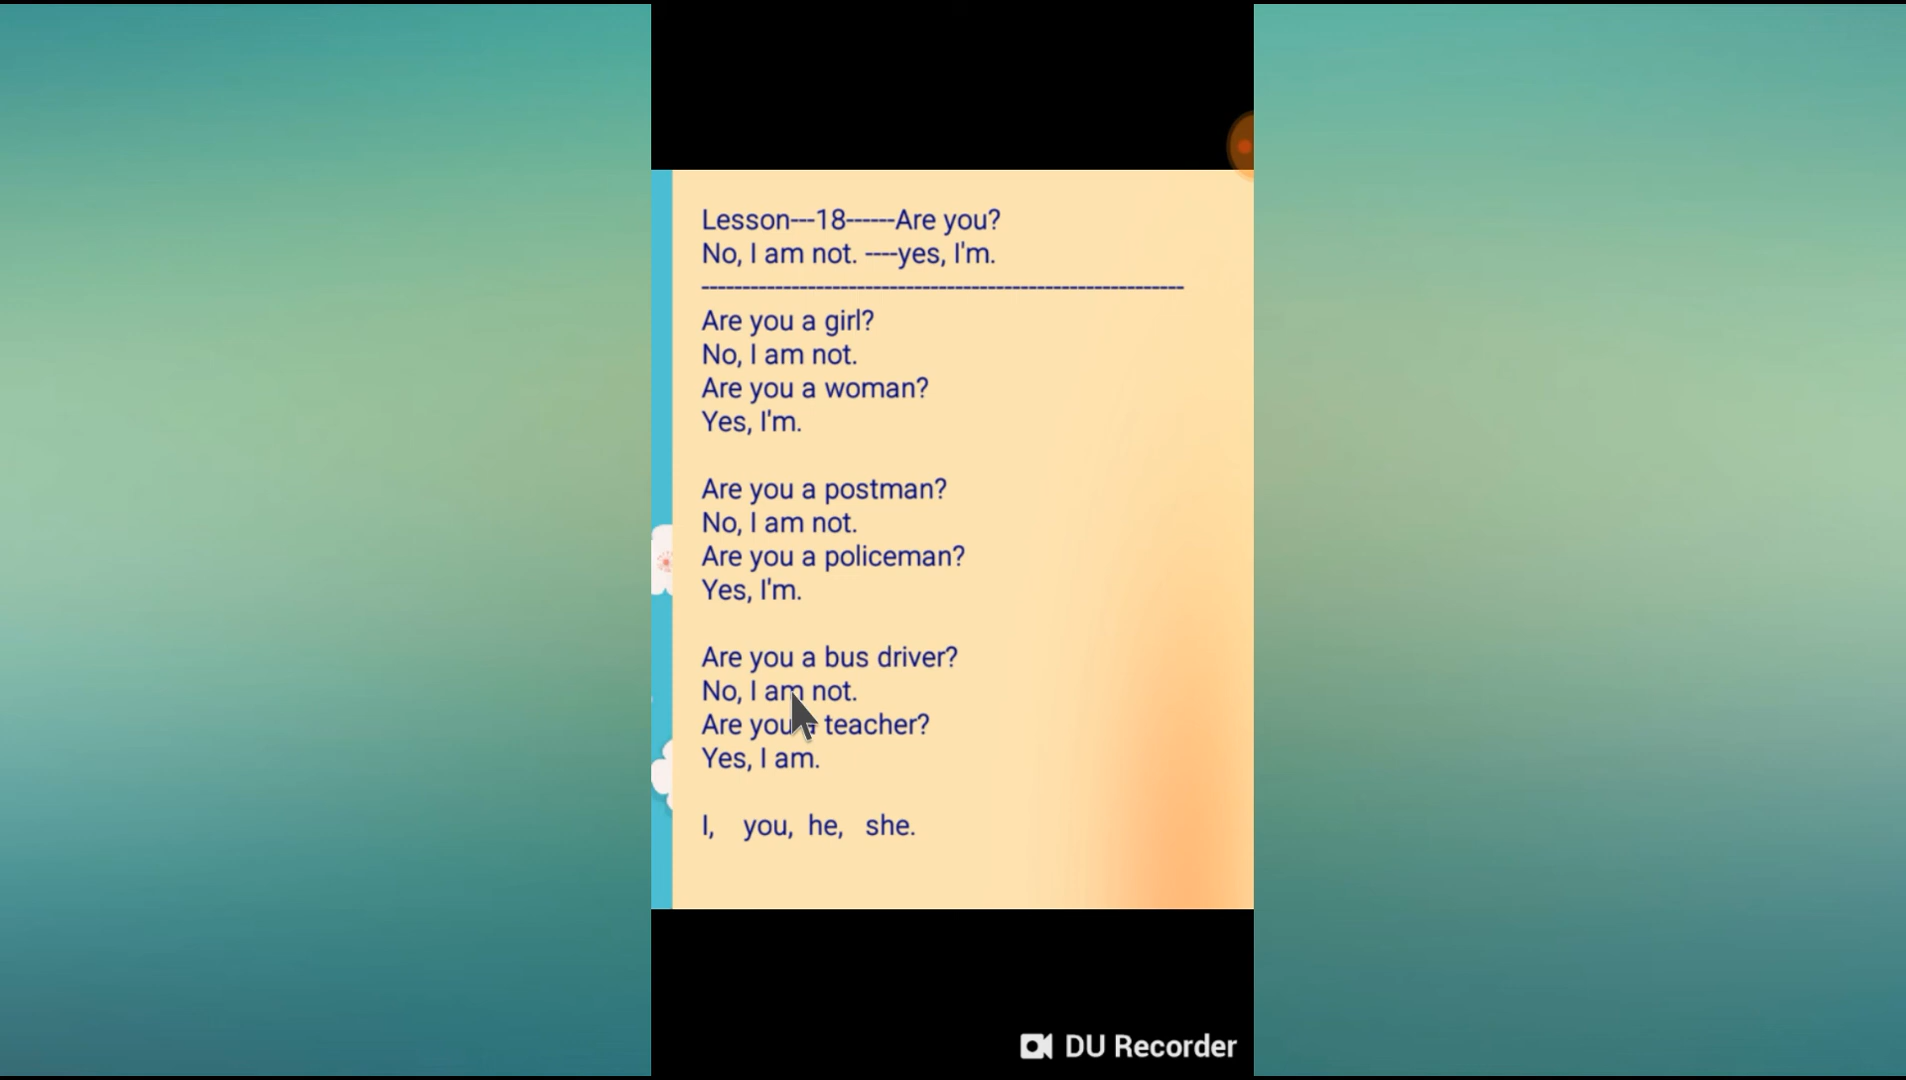 Lesson---18------Are you?
No, I am not. ----yes, I'm.
-----------------------------------------------------------
Are you a girl?
No, I am not.
Are you a woman?
Yes, I'm.
Are you a postman?
No, I am not.
Are you a policeman?
Yes, I'm.
Are you a bus driver?
No, I am not.
Are you a teacher?
Yes, I am.
I, you, he, she.
DU Recorder